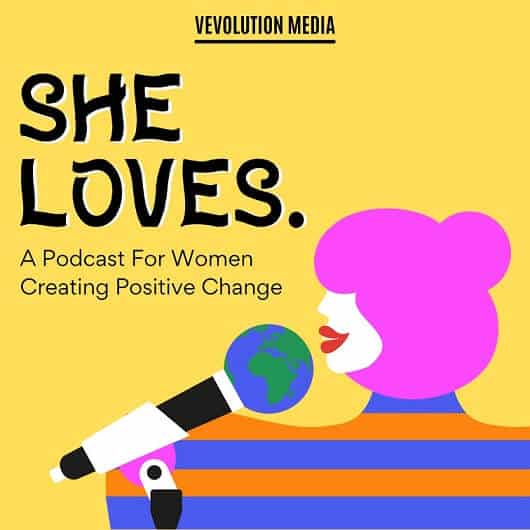 VEVOLUTION MEDIA
SHE
LOVES.
A Podcast For Women
Creating Positive Change